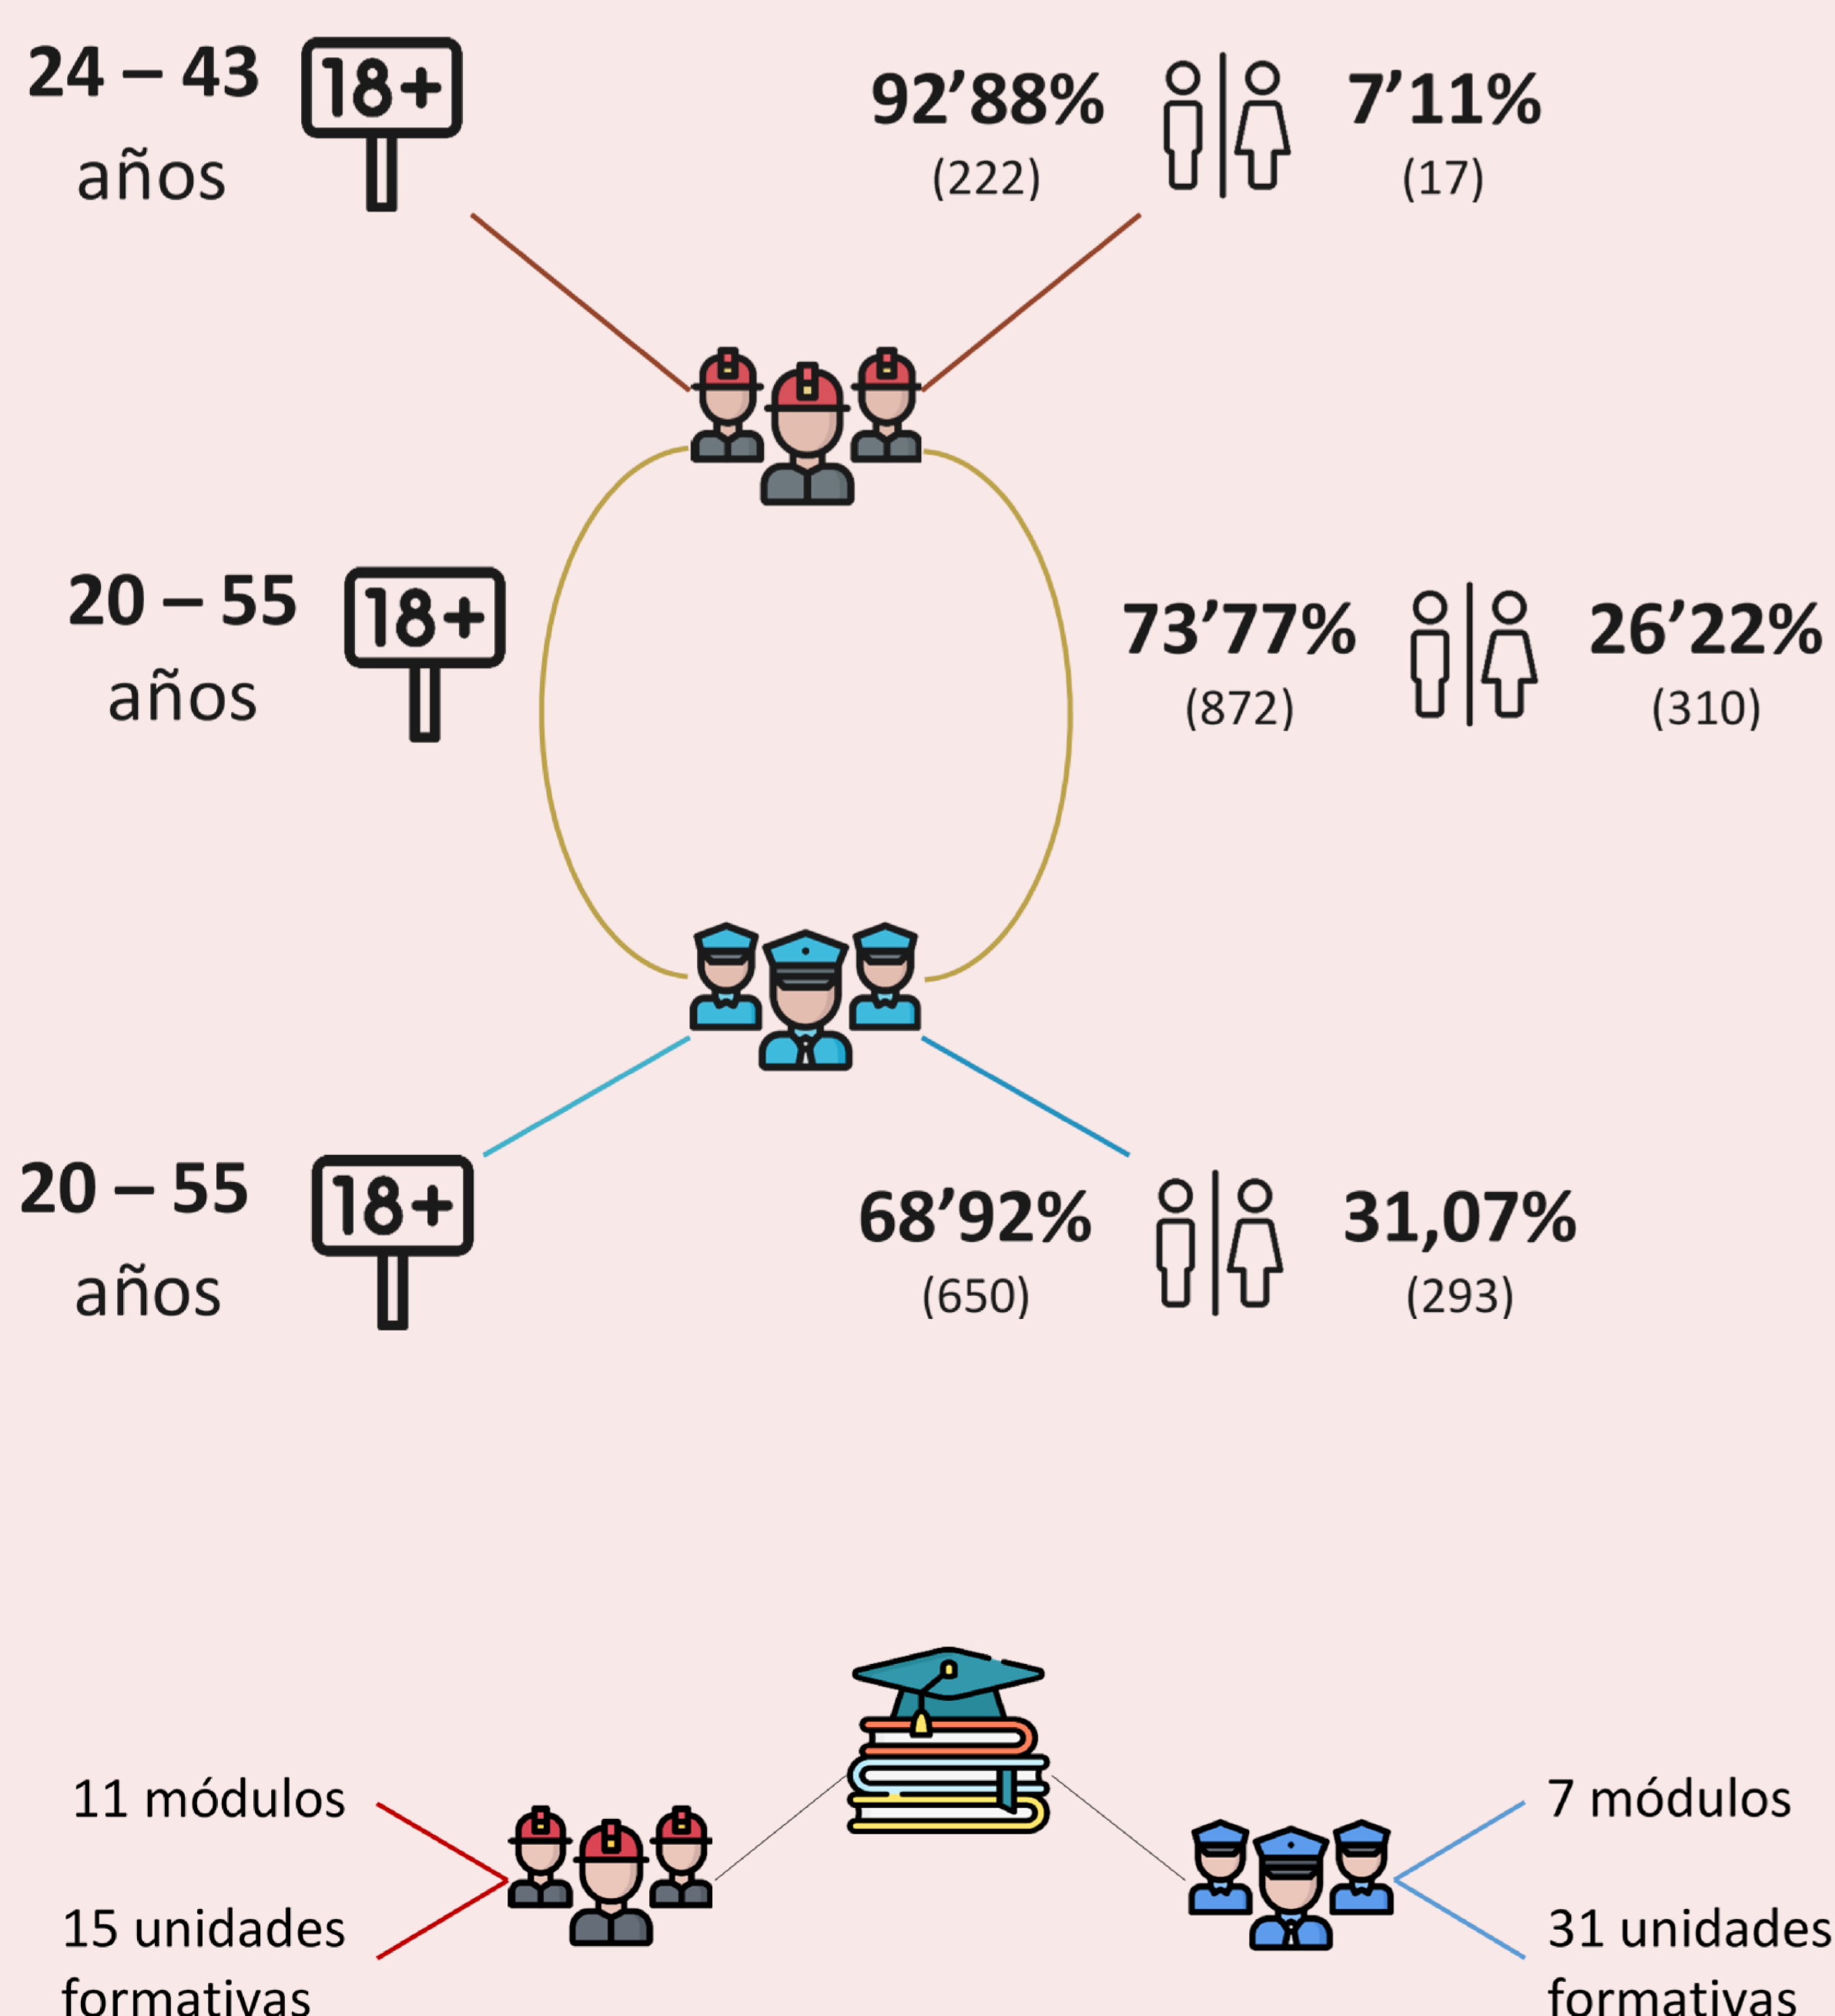 24 – 43
años
18+
92’88%
(222)
7’11%
(17)
20 – 55
años
18+
73’77%
(872)
26’22%
(310)
20 – 55
años
18+
68’92%
(650)
31,07%
(293)
11 módulos
15 unidades
formativas
7 módulos
31 unidades
formativas